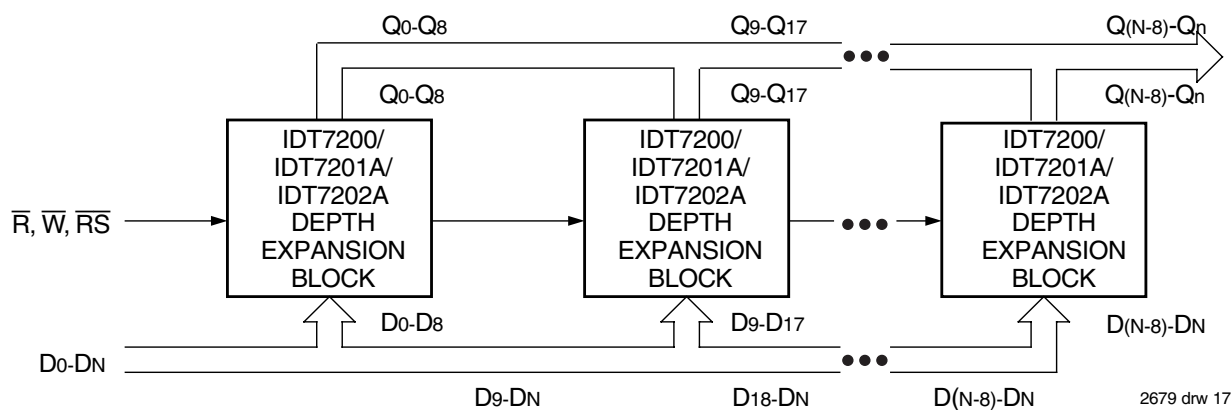 Q0-Q8 Q9-Q17 Q(N-8)-Qn
Q0-Q8 Q9-Q17 Q(N-8)-Qn
IDT7200/
IDT7201A/
IDT7202A
DEPTH
EXPANSION
BLOCK
IDT7200/
IDT7201A/
IDT7202A
DEPTH
EXPANSION
BLOCK
IDT7200/
IDT7201A/
IDT7202A
DEPTH
EXPANSION
BLOCK
R̅, W̅, R̅S̅
D0-D8 D9-D17 D(N-8)-DN
D0-DN
D9-DN D18-DN D(N-8)-DN
2679 drw 17